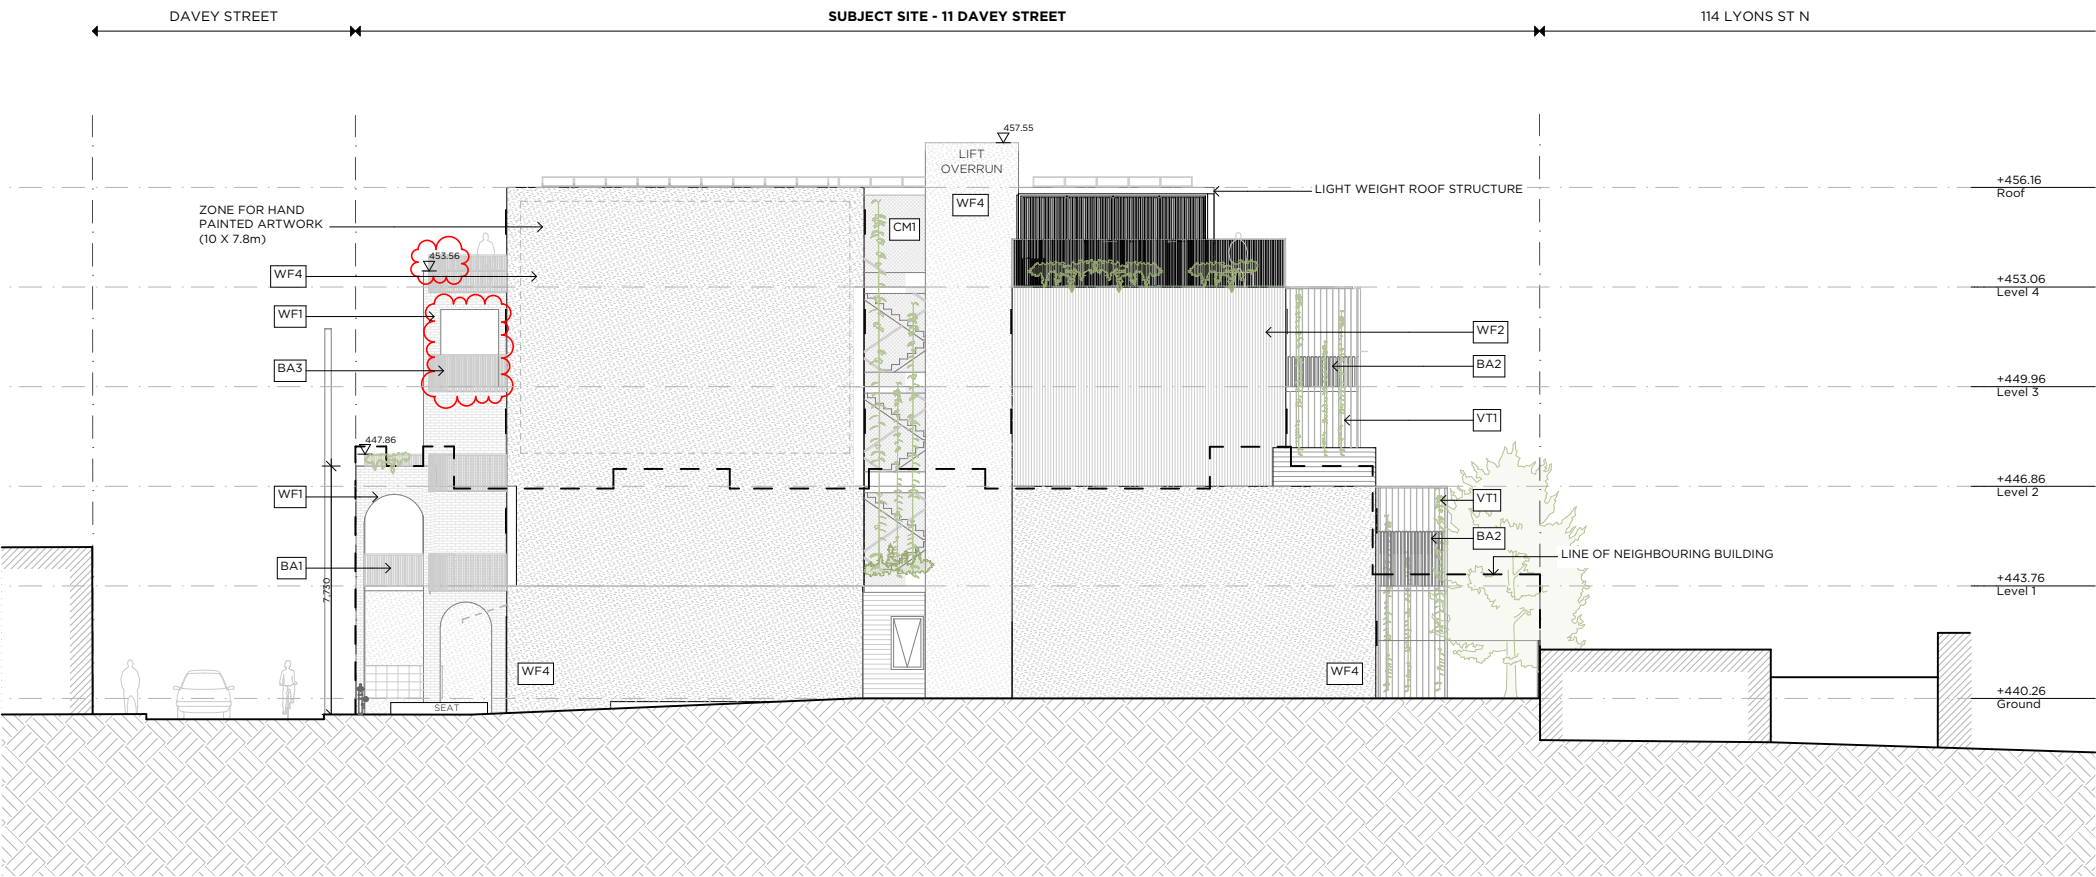 DAVEY STREET
SUBJECT SITE - 11 DAVEY STREET
114 LYONS ST N
457.55
LIFT
OVERRUN
WF4
CM1
LIGHT WEIGHT ROOF STRUCTURE
+456.16
Roof
ZONE FOR HAND
PAINTED ARTWORK
(10 X 7.8m)
453.56
WF4
WF1
BA3
+453.06
Level 4
WF2
BA2
+449.96
Level 3
VT1
447.86
WF1
BA1
7,730
+446.86
Level 2
VT1
BA2
LINE OF NEIGHBOURING BUILDING
+443.76
Level 1
WF4
WF4
SEAT
+440.26
Ground